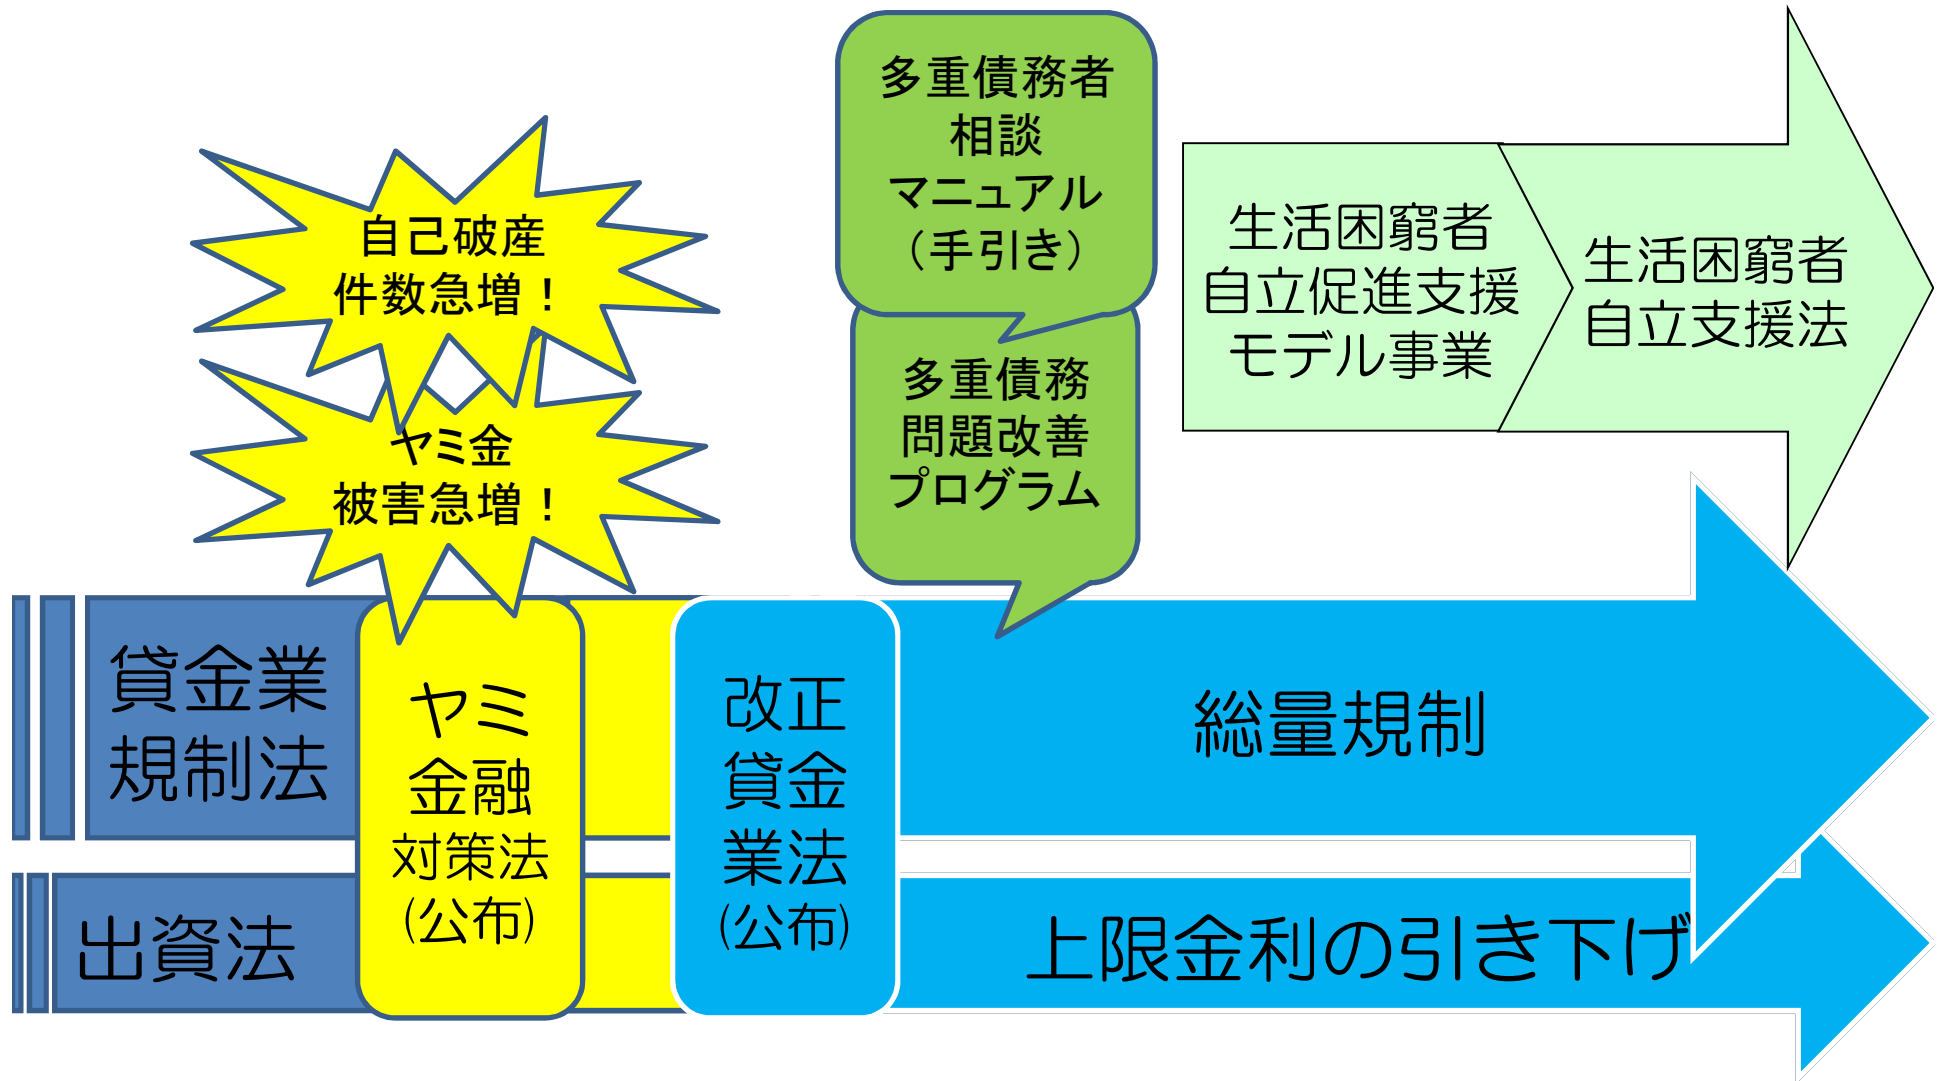 自己破産
件数急増！
ヤミ金
被害急増！
多重債務者
相談
マニュアル
（手引き）
多重債務
問題改善
プログラム
生活困窮者
自立促進支援
モデル事業
生活困窮者
自立支援法
貸金業
規制法
ヤミ
金融
対策法
(公布)
改正
貸金
業法
(公布)
総量規制
出資法
上限金利の引き下げ